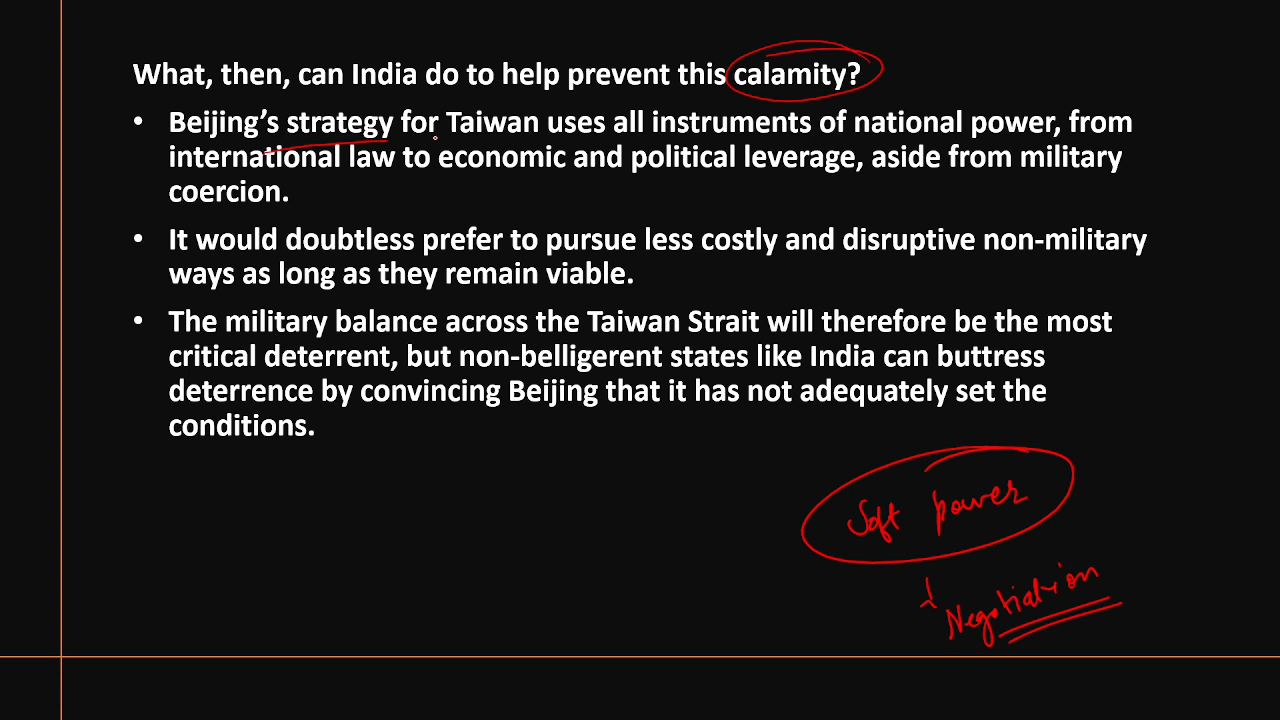 What, then, can India do to help prevent this calamity?
• Beijing's strategy for Taiwan uses all instruments of national power, from
international law to economic and political leverage, aside from military
coercion.
• It would doubtless prefer to pursue less costly and disruptive non-military
ways as long as they remain viable.
• The military balance across the Taiwan Strait will therefore be the most
critical deterrent, but non-belligerent states like India can buttress
deterrence by convincing Beijing that it has not adequately set the
conditions.
Soft power
Negotiation